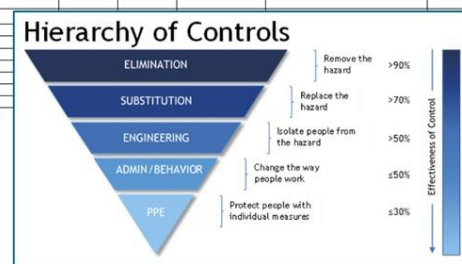 Hierarchy of Controls
ELIMINATION
Remove the
hazard
>90%
SUBSTITUTION
Replace the
hazard
>70%
ENGINEERING
Isolate people from
the hazard
>50%
ADMIN/BEHAVIOR
Change the way
people work
≤50%
PPE
Protect people with
individual measures
≤30%
Effectiveness of Control